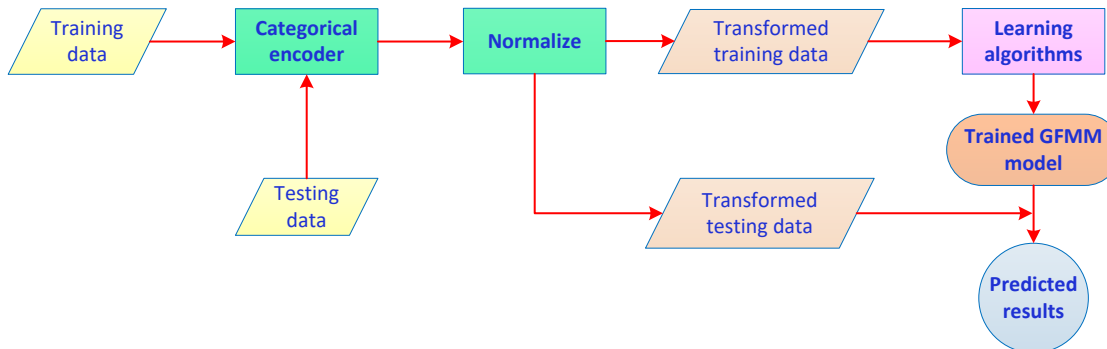 Training
data
Categorical
encoder
Normalize
Transformed
training data
Learning
algorithms
Trained GFMM
model
Testing
data
Transformed
testing data
Predicted
results